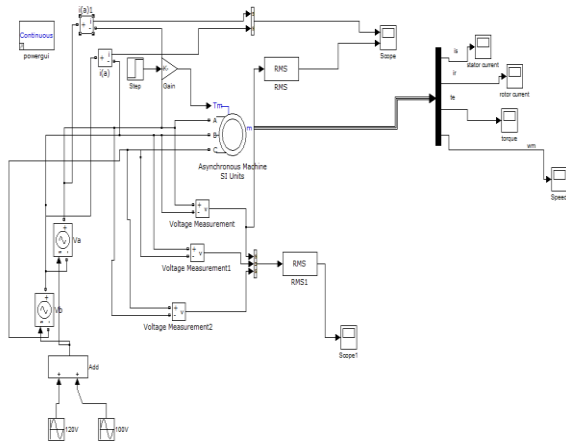 i(a)1
Continuous
powergui
i
i
i(a)
Step
K-
Gain
RMS
RMS
Scope
is
stator current
ir
rotor current
te
torque
wm
Speed
Tm
A
B
C
m
Asynchronous Machine
SI Units
Voltage Measurement
v
Voltage Measurement1
v
Voltage Measurement2
v
RMS
RMS1
Scope1
Va
Vb
Add
120V
100V